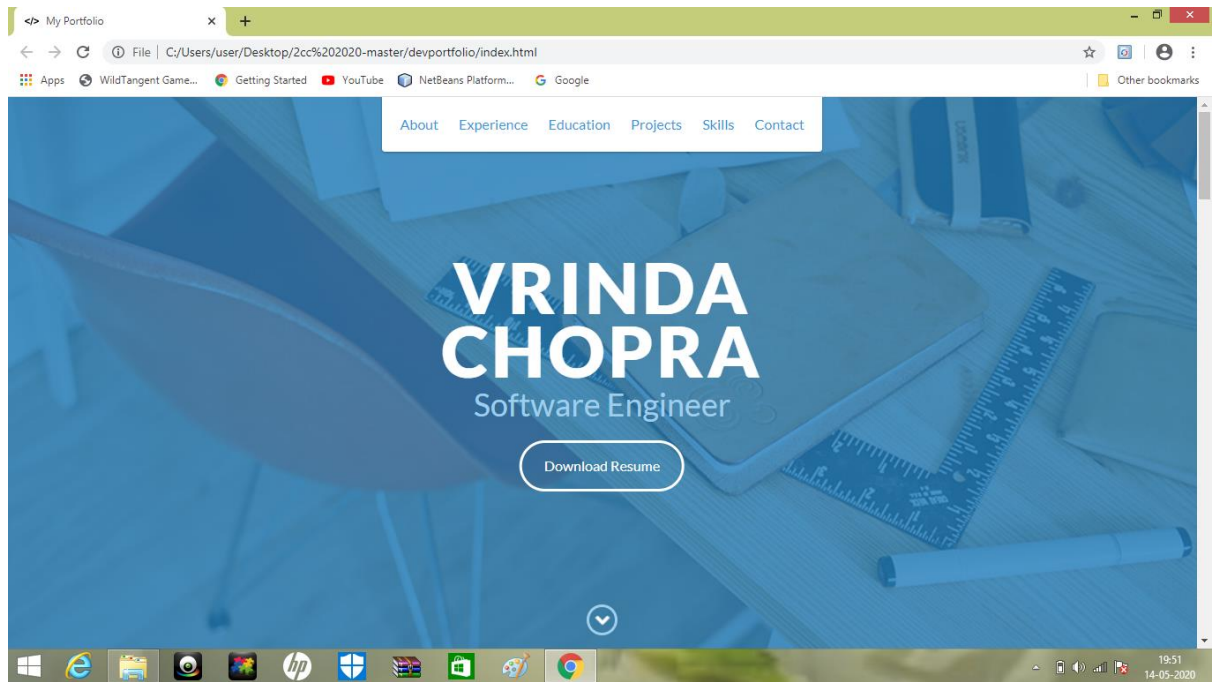 </> My Portfolio
File | C:/Users/user/Desktop/2cc%202020-master/devportfolio/index.html
Apps WildTangent Game... Getting Started YouTube NetBeans Platform... Google Other bookmarks
About Experience Education Projects Skills Contact
VRINDA
CHOPRA
Software Engineer
Download Resume
hp
19:51
14-05-2020